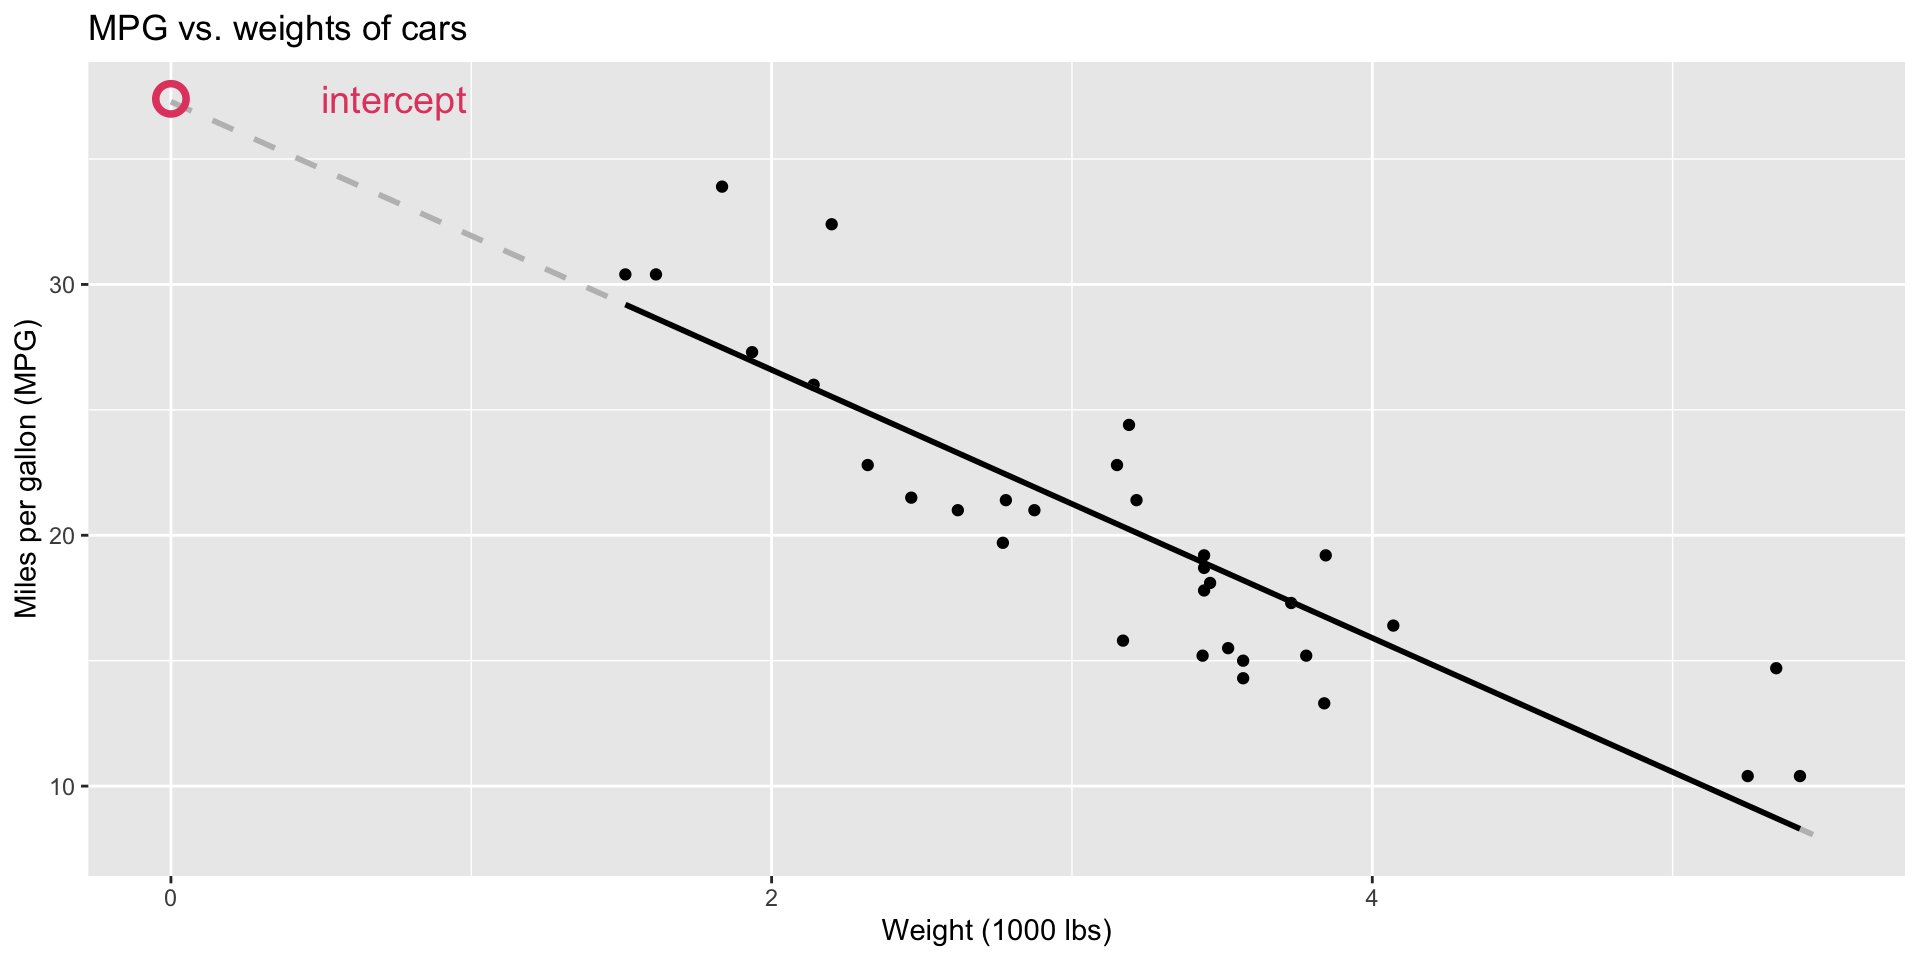 MPG vs. weights of cars
intercept
30
20
10
Miles per gallon (MPG)
0
2
4
Weight (1000 lbs)